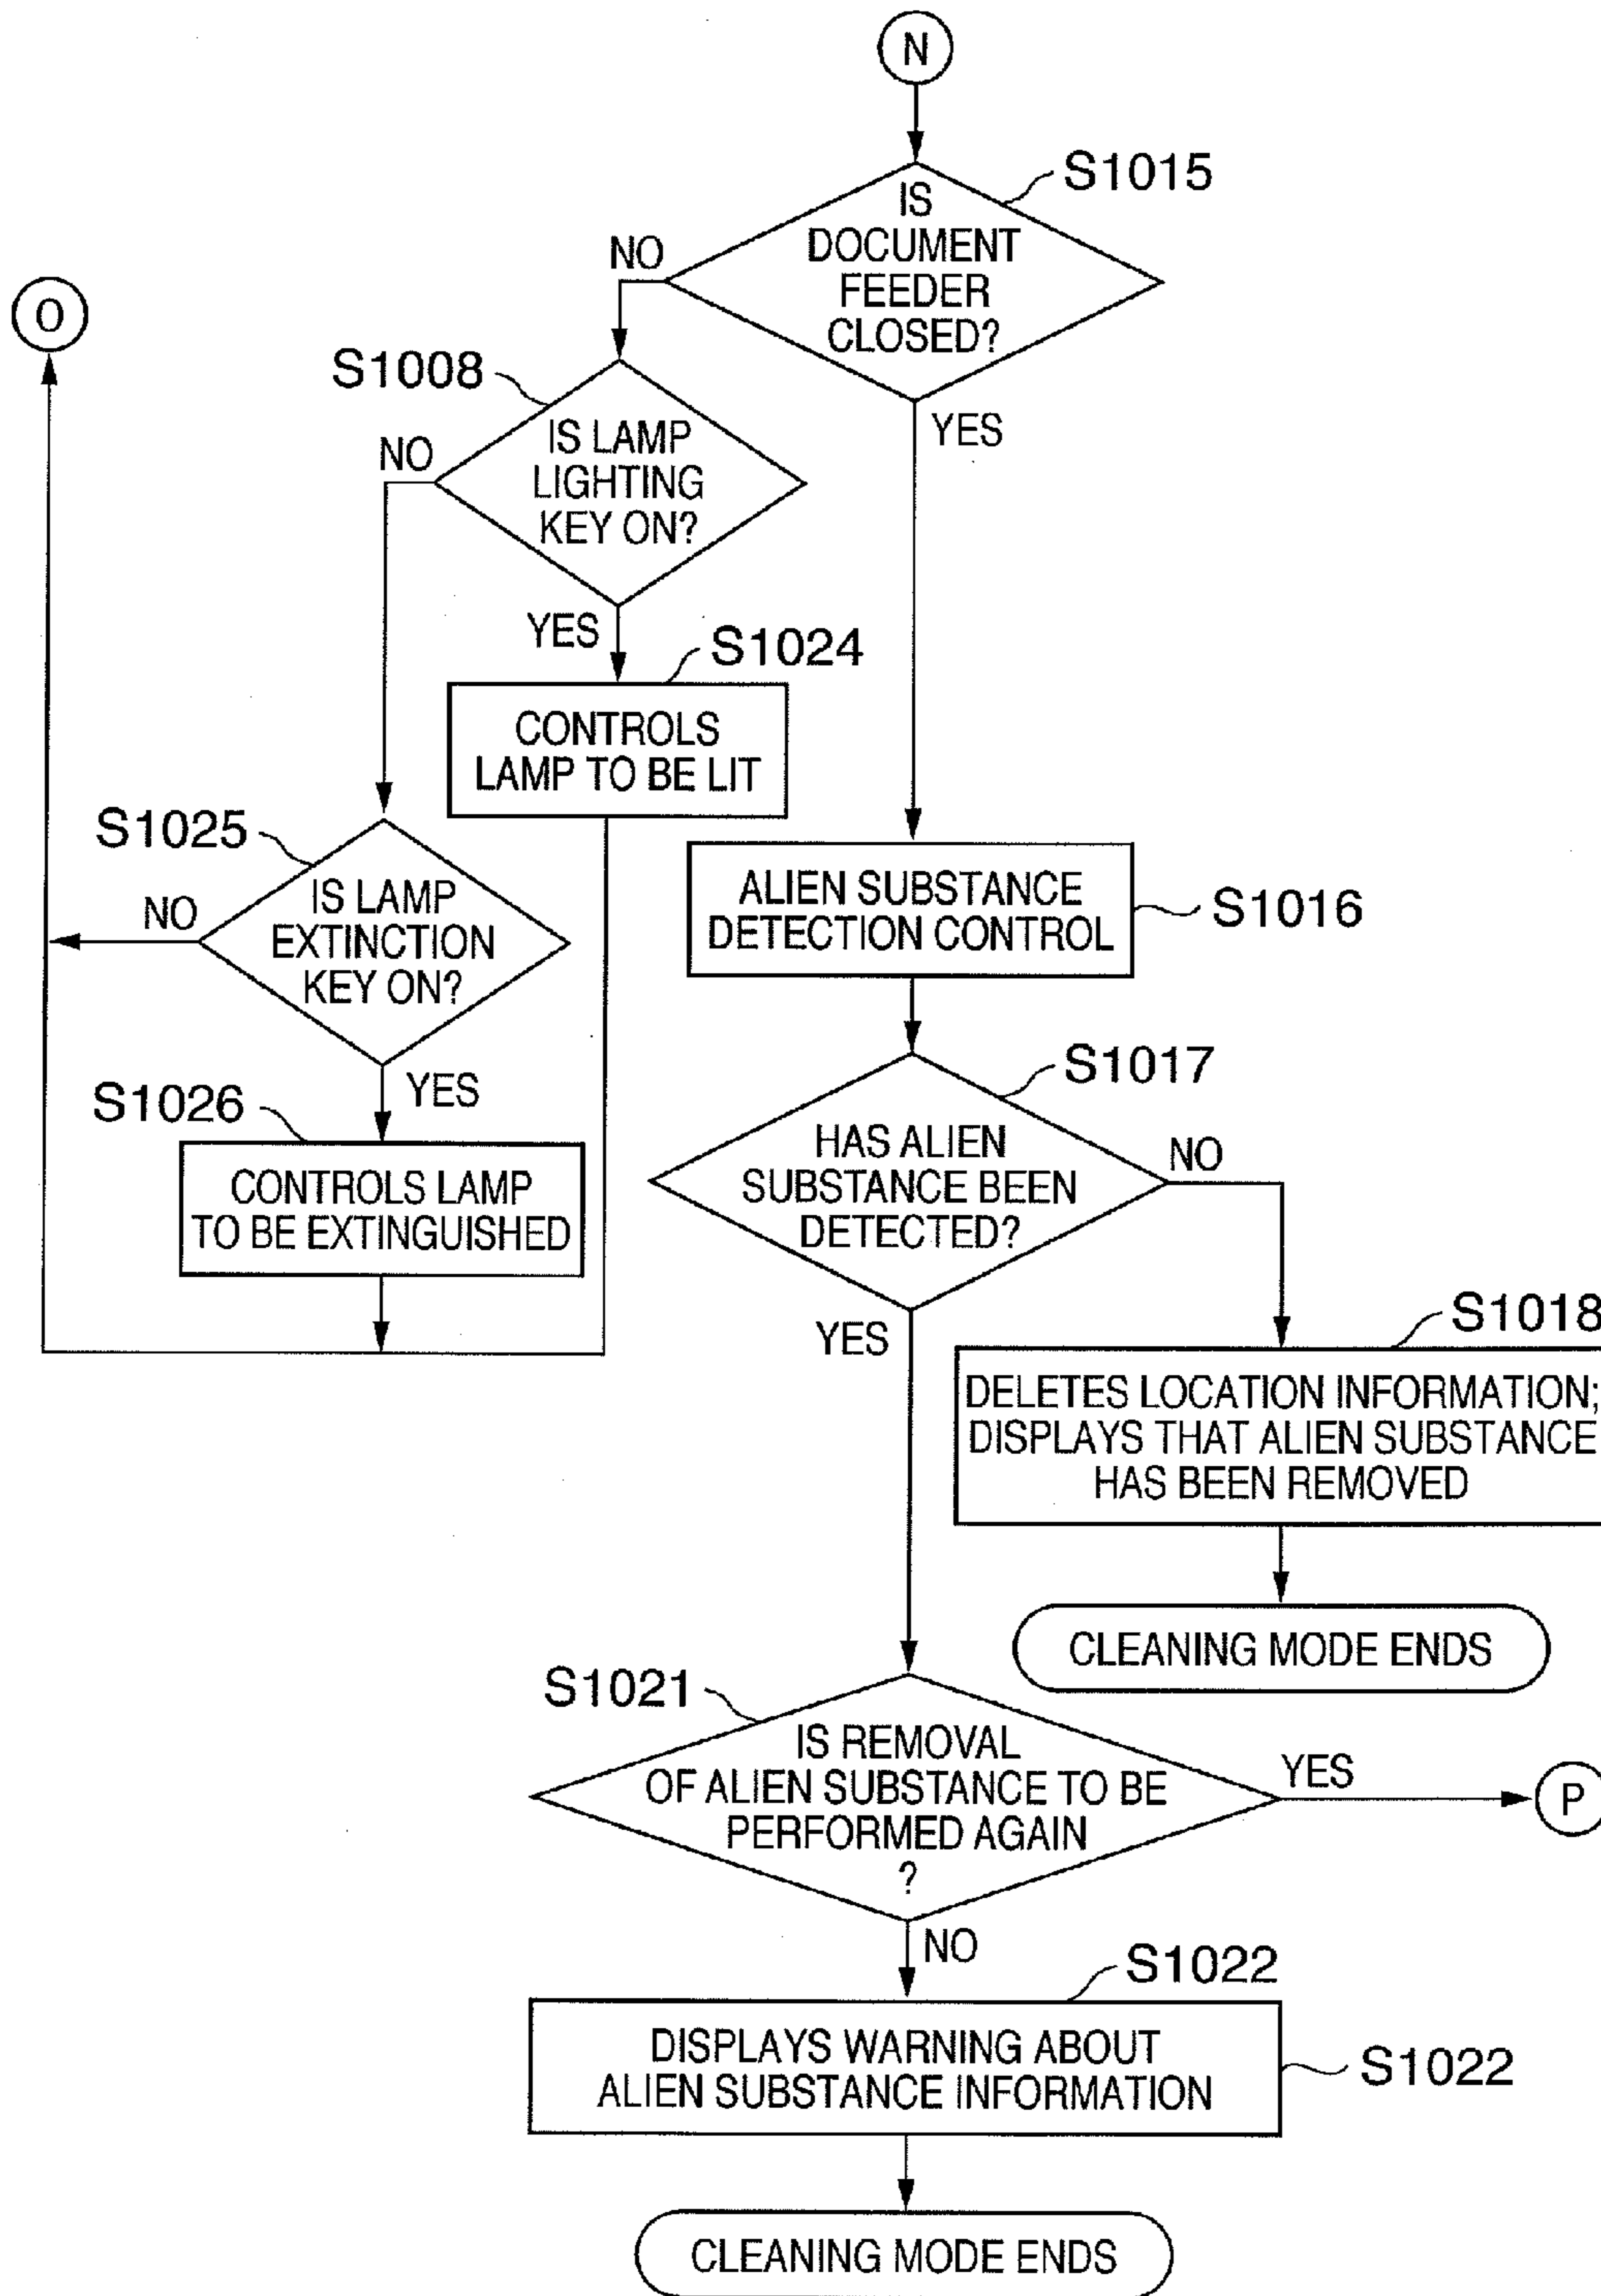 N
S1015
IS
DOCUMENT
FEEDER
CLOSED?
NO
YES
O
S1008
IS LAMP
LIGHTING
KEY ON?
NO
YES
S1024
CONTROLS
LAMP TO BE LIT
S1025
IS LAMP
EXTINCTION
KEY ON?
NO
YES
S1026
CONTROLS LAMP
TO BE EXTINGUISHED
ALIEN SUBSTANCE
DETECTION CONTROL
S1016
S1017
HAS ALIEN
SUBSTANCE BEEN
DETECTED?
NO
YES
S1018
DELETES LOCATION INFORMATION;
DISPLAYS THAT ALIEN SUBSTANCE
HAS BEEN REMOVED
CLEANING MODE ENDS
S1021
IS REMOVAL
OF ALIEN SUBSTANCE TO BE
PERFORMED AGAIN
?
YES
P
NO
S1022
DISPLAYS WARNING ABOUT
ALIEN SUBSTANCE INFORMATION
S1022
CLEANING MODE ENDS